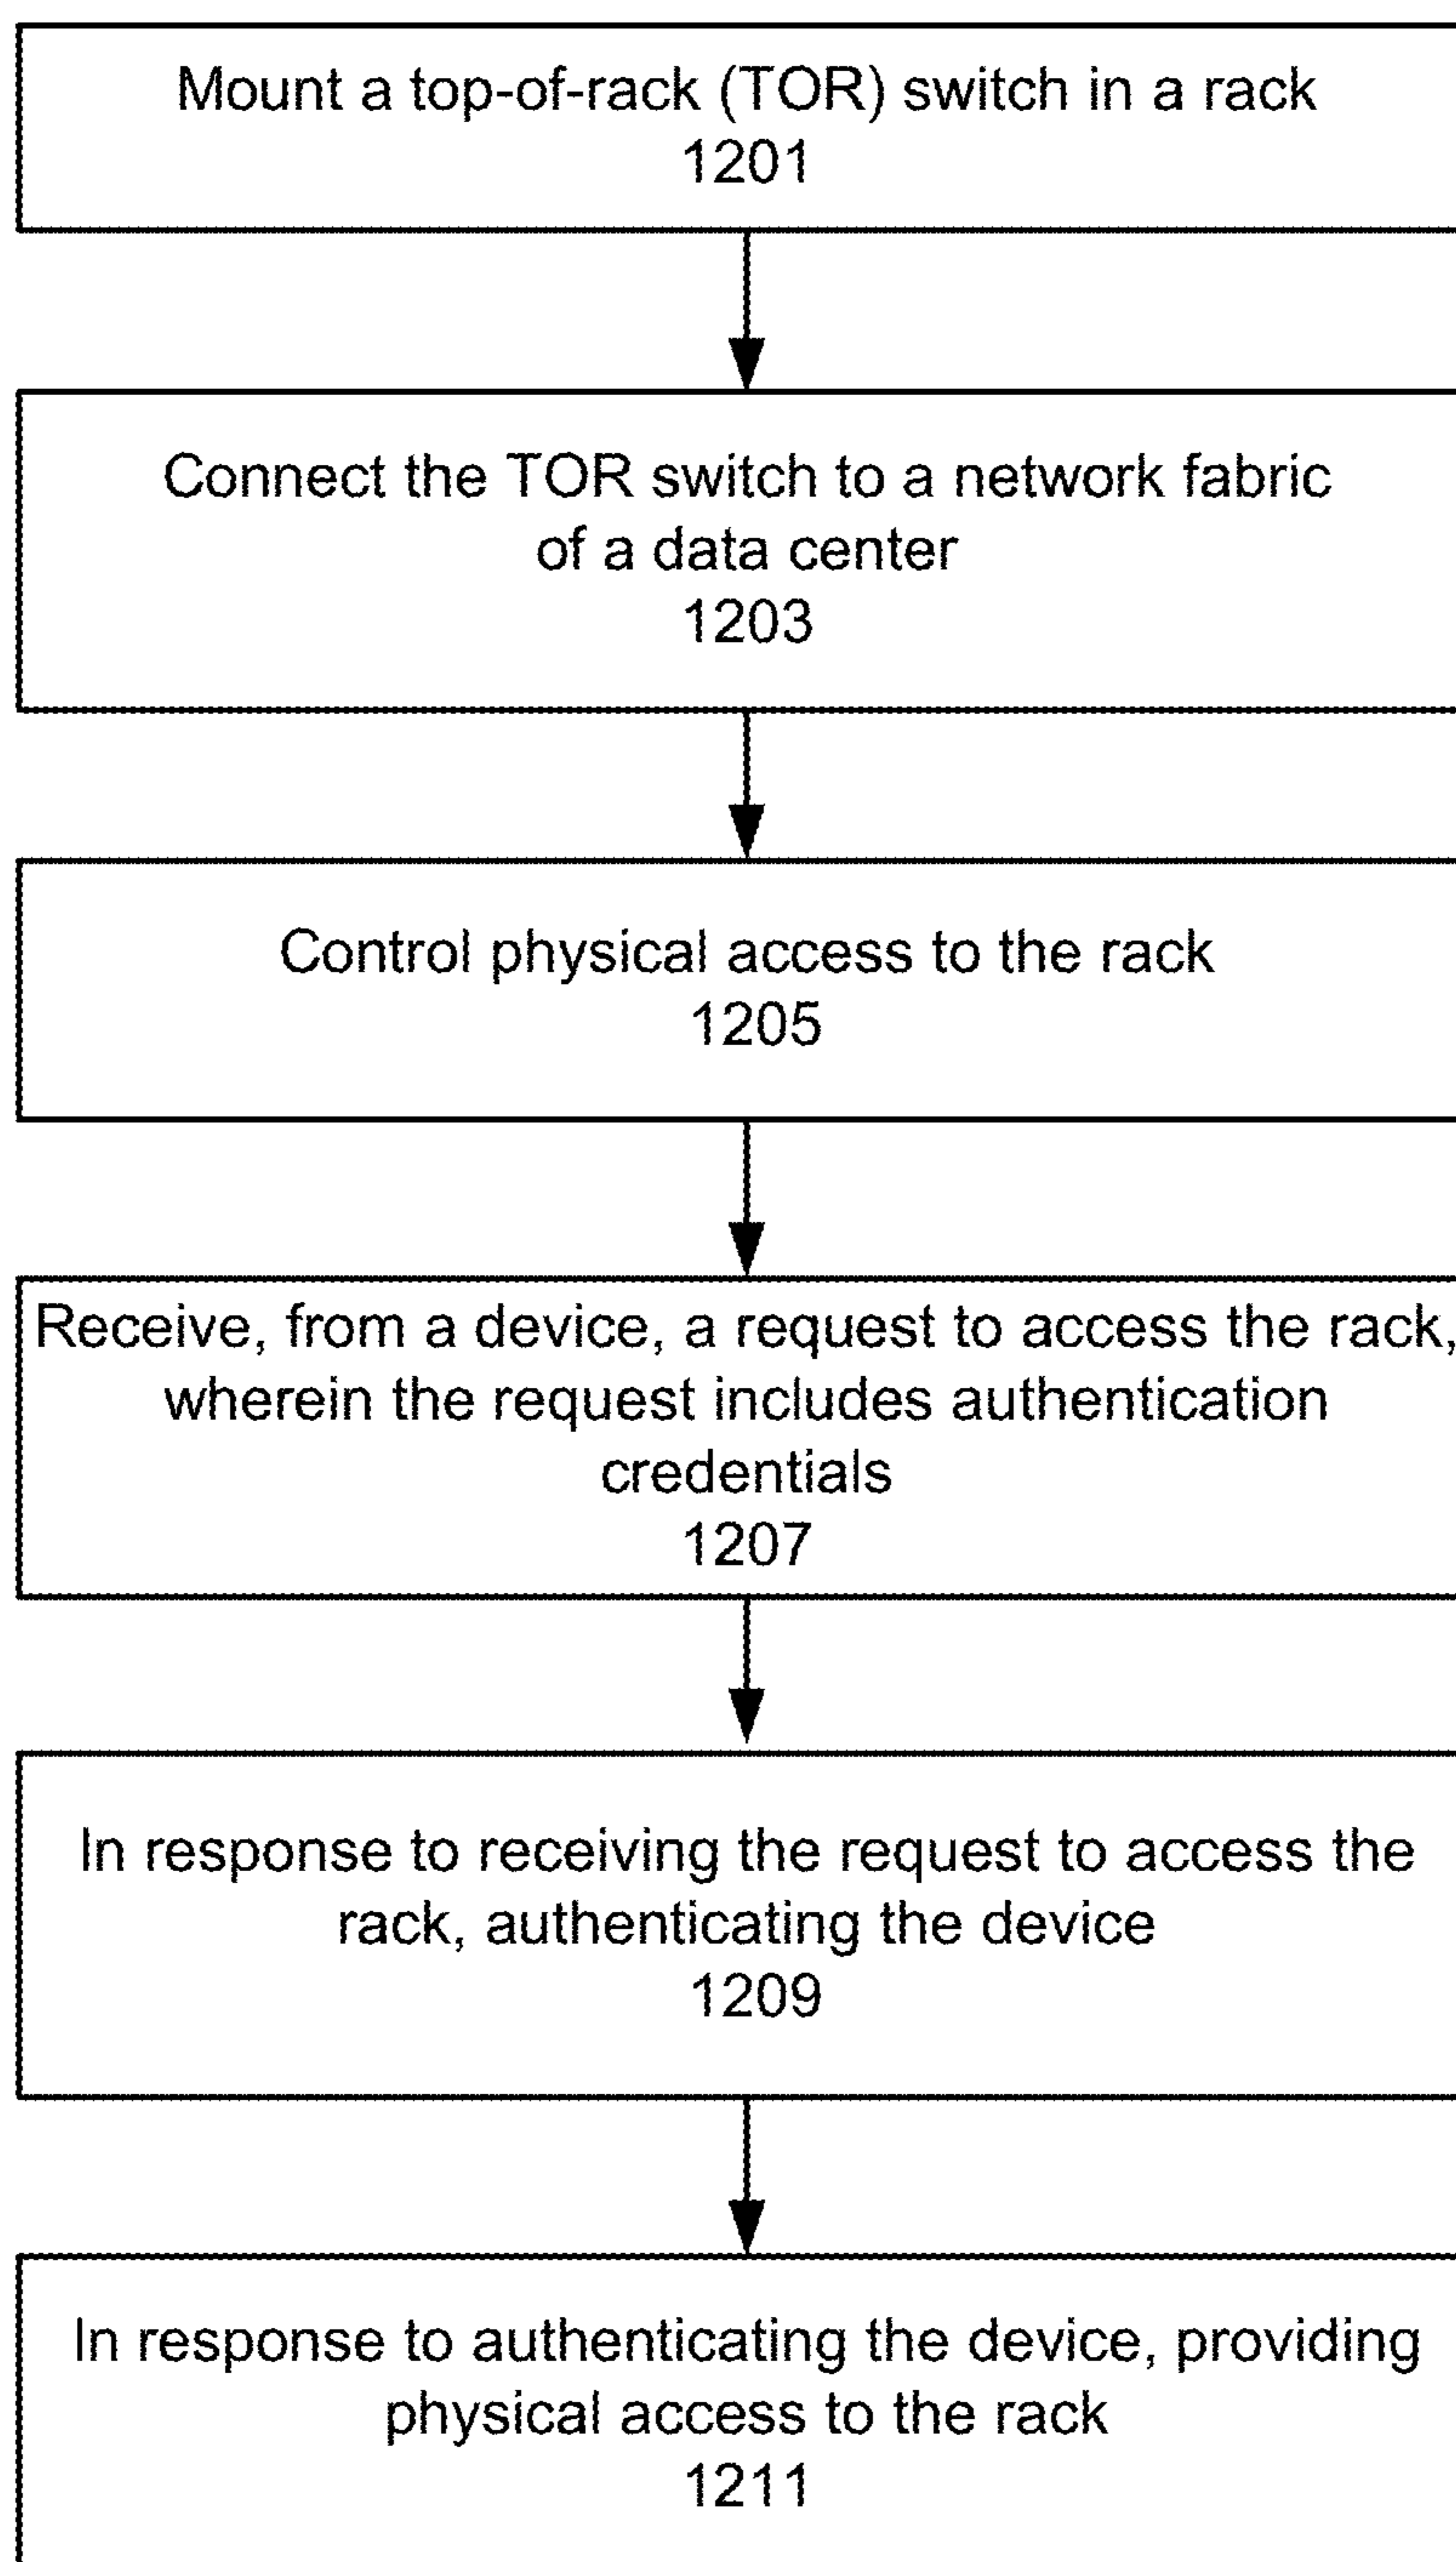 Mount a top-of-rack (TOR) switch in a rack
1201
Connect the TOR switch to a network fabric
of a data center
1203
Control physical access to the rack
1205
Receive, from a device, a request to access the rack,
wherein the request includes authentication
credentials
1207
In response to receiving the request to access the
rack, authenticating the device
1209
In response to authenticating the device, providing
physical access to the rack
1211